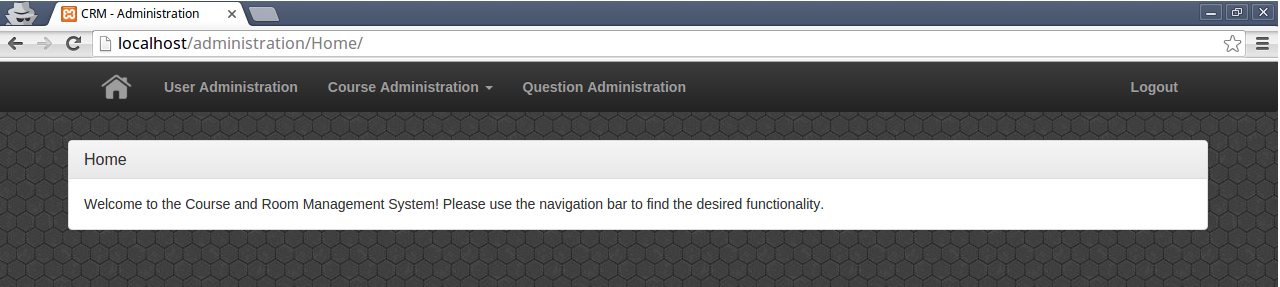 CRM - Administration
localhost/administration/Home/
User Administration Course Administration Question Administration Logout
Home
Welcome to the Course and Room Management System! Please use the navigation bar to find the desired functionality.